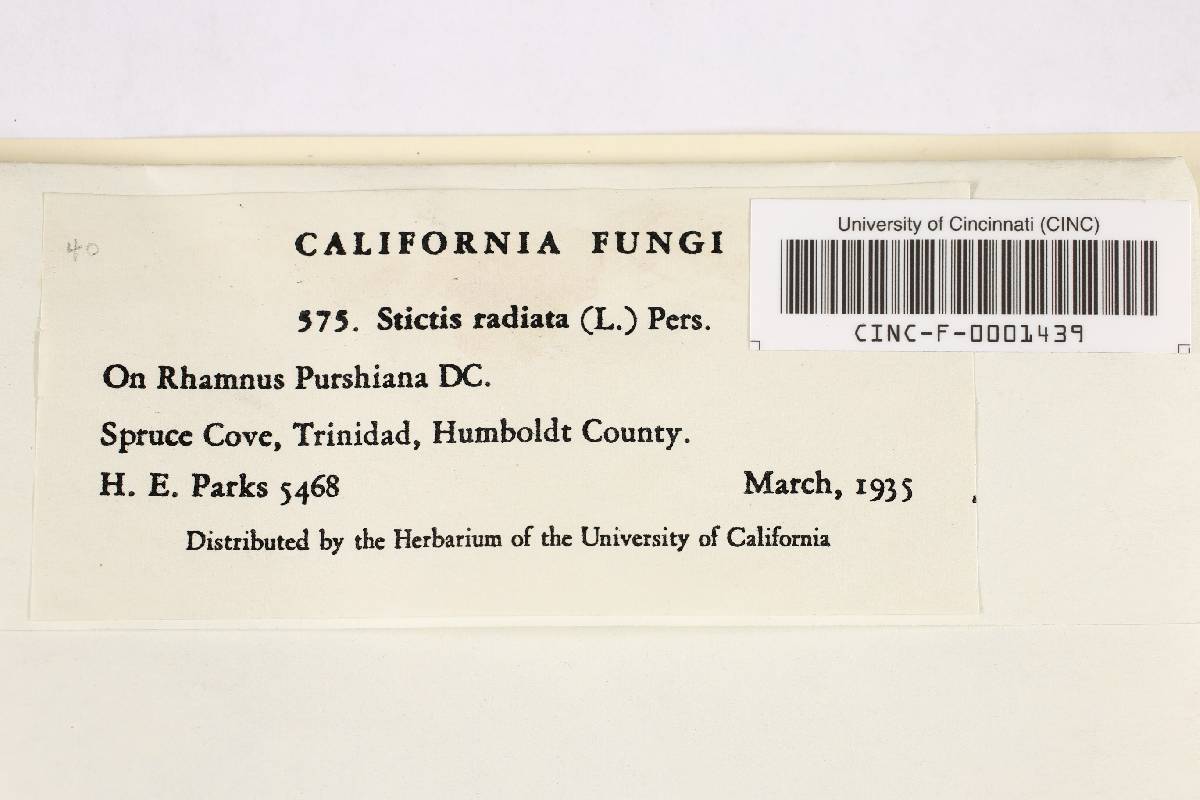 40
CALIFORNIA FUNGI
575. Stictis radiata (L.) Pers.
On Rhamnus Purshiana DC.
Spruce Cove, Trinidad, Humboldt County.
H. E. Parks 5468 March, 1935
Distributed by the Herbarium of the University of California
University of Cincinnati (CINC)
CINC-F-0001439